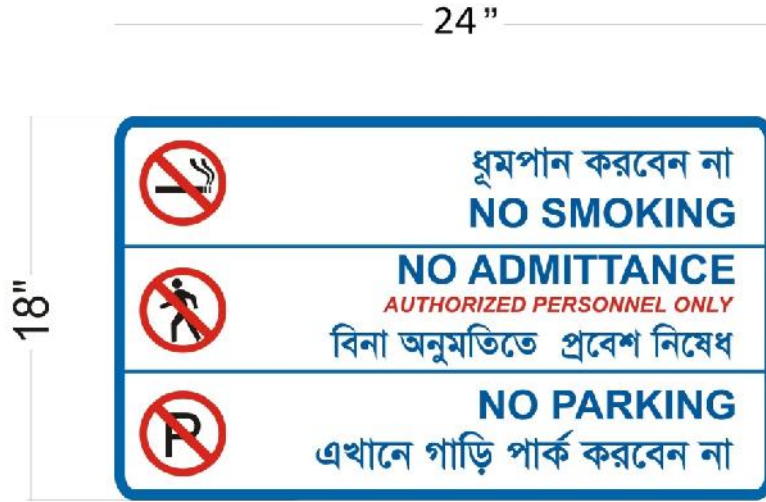 24"
18"
ধূমপান করবেন না
NO SMOKING
NO ADMITTANCE
AUTHORIZED PERSONNEL ONLY
বিনা অনুমতিতে প্রবেশ নিষেধ
P
NO PARKING
এখানে গাড়ি পার্ক করবেন না